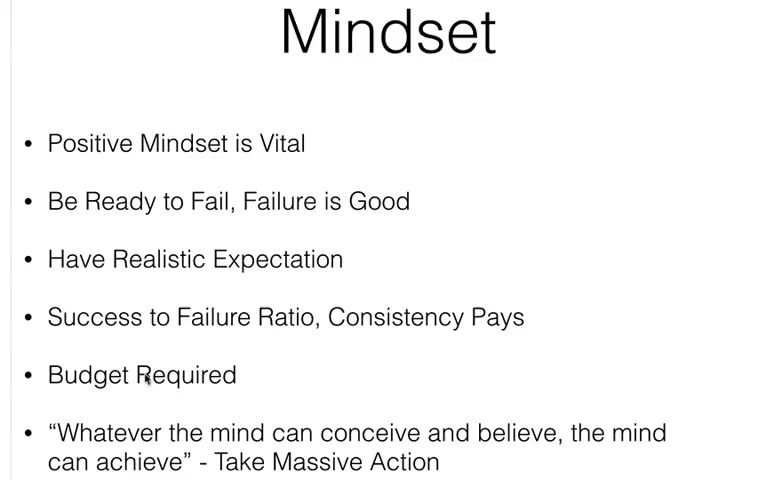 Mindset
• Positive Mindset is Vital
• Be Ready to Fail, Failure is Good
• Have Realistic Expectation
• Success to Failure Ratio, Consistency Pays
• Budget Required
• “Whatever the mind can conceive and believe, the mind
can achieve” - Take Massive Action